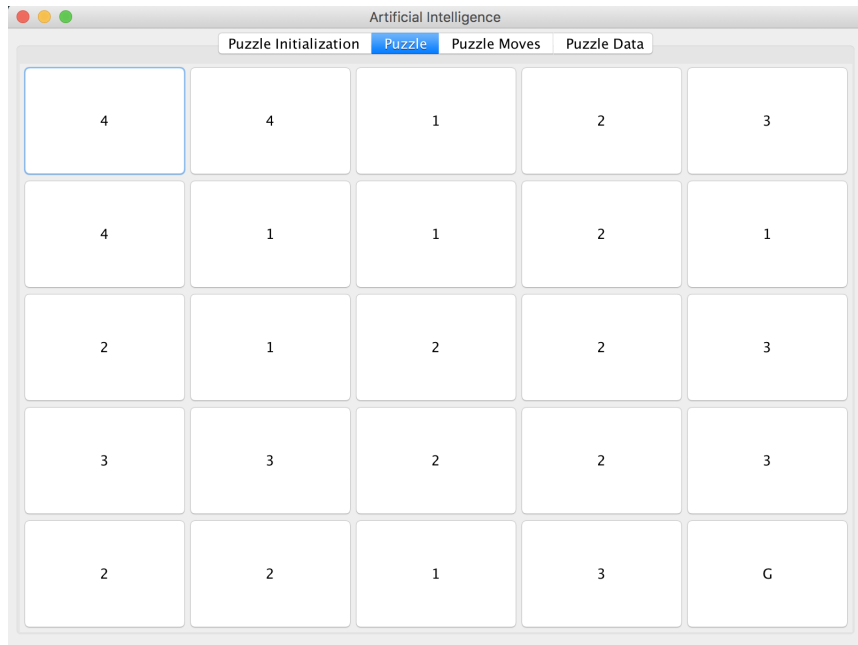 Artificial Intelligence
Puzzle Initialization Puzzle Puzzle Moves Puzzle Data
4 4 1 2 3
4 1 1 2 1
2 1 2 2 3
3 3 2 2 3
2 2 1 3 G